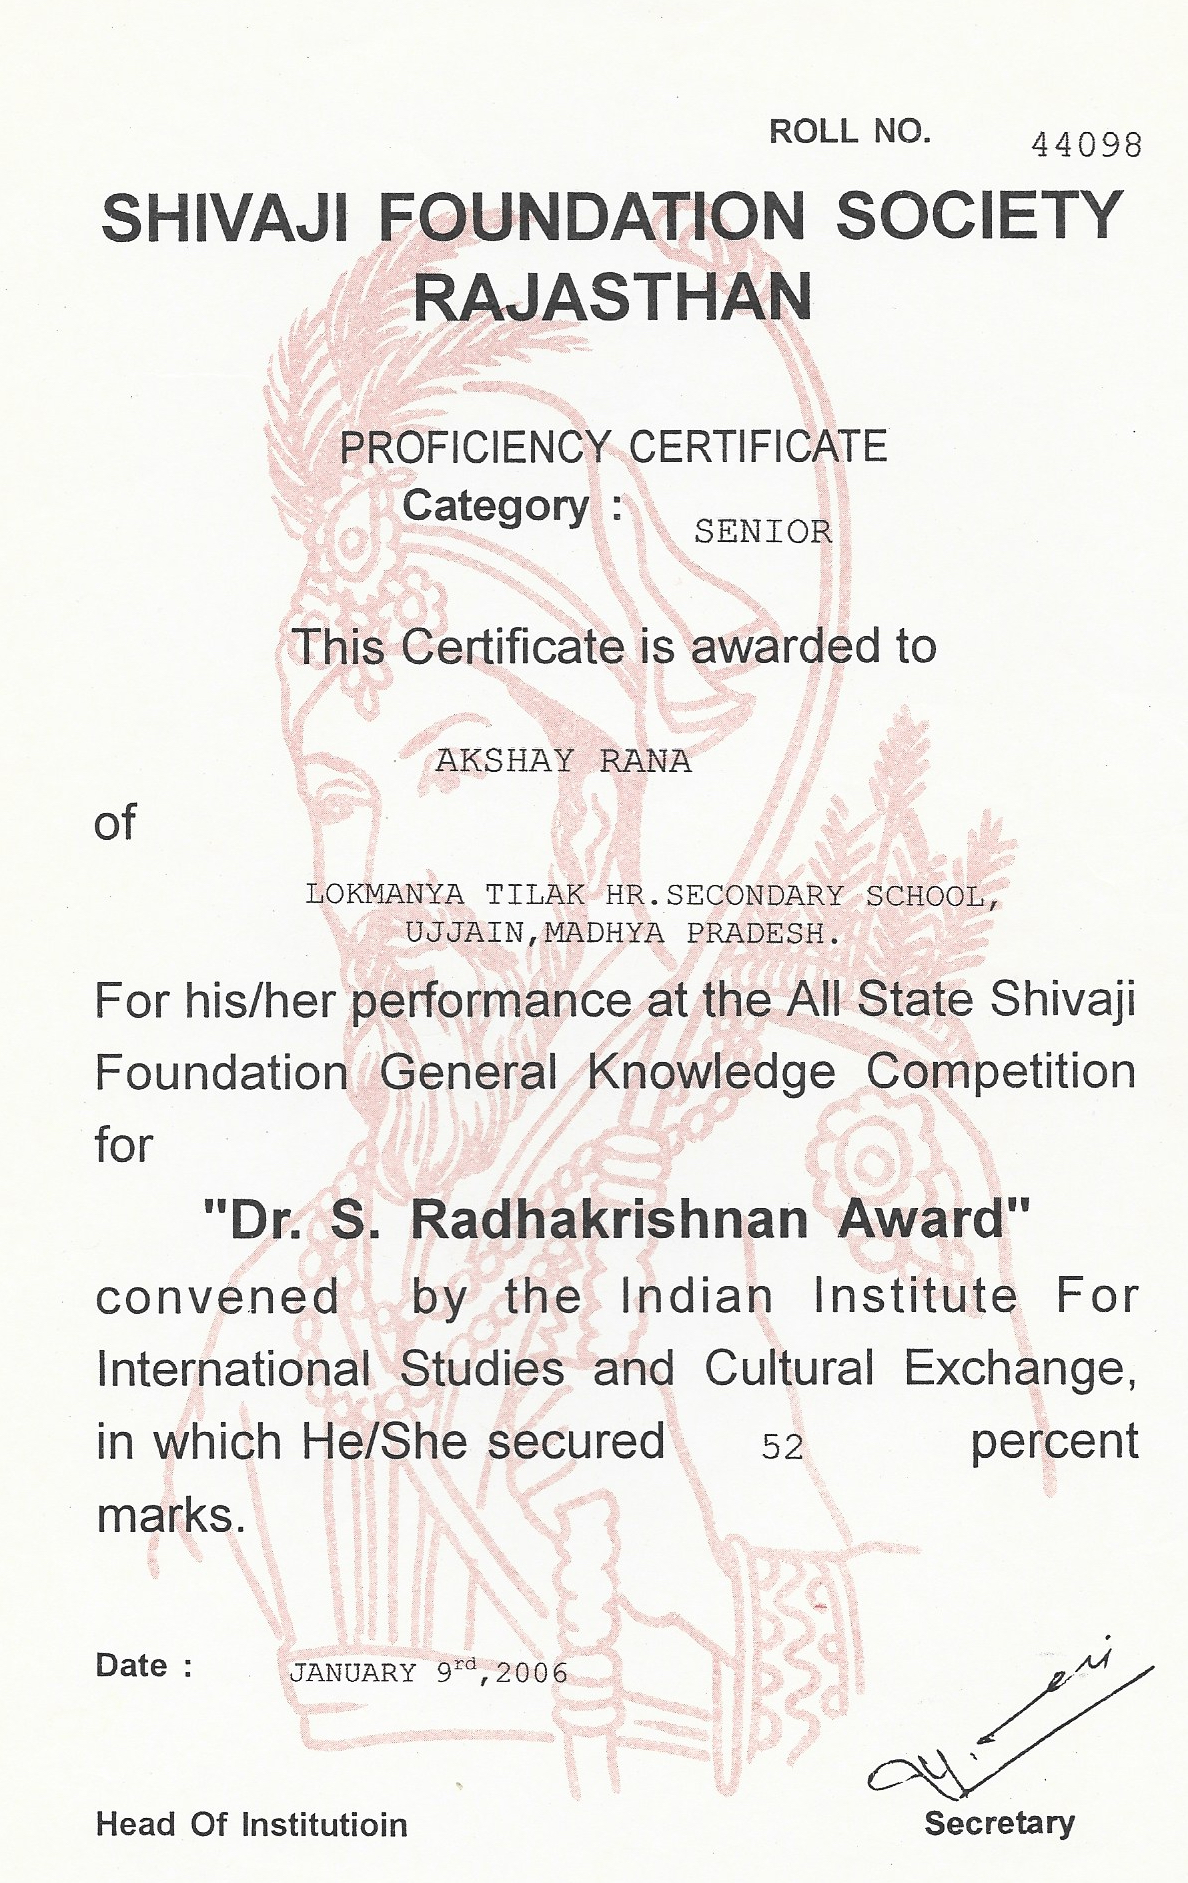 ROLL NO. 44098
SHIVAJI FOUNDATION SOCIETY
RAJASTHAN
PROFICIENCY CERTIFICATE
Category : SENIOR
This Certificate is awarded to
AKSHAY RANA
of
LOKMANYA TILAK HR.SECONDARY SCHOOL,
UJJAIN,MADHYA PRADESH.
For his/her performance at the All State Shivaji
Foundation General Knowledge Competition
for
"Dr. S. Radhakrishnan Award"
convened by the Indian Institute For
International Studies and Cultural Exchange,
in which He/She secured 52 percent
marks.
Date : JANUARY 9rd,2006
Head Of Institutioin Secretary